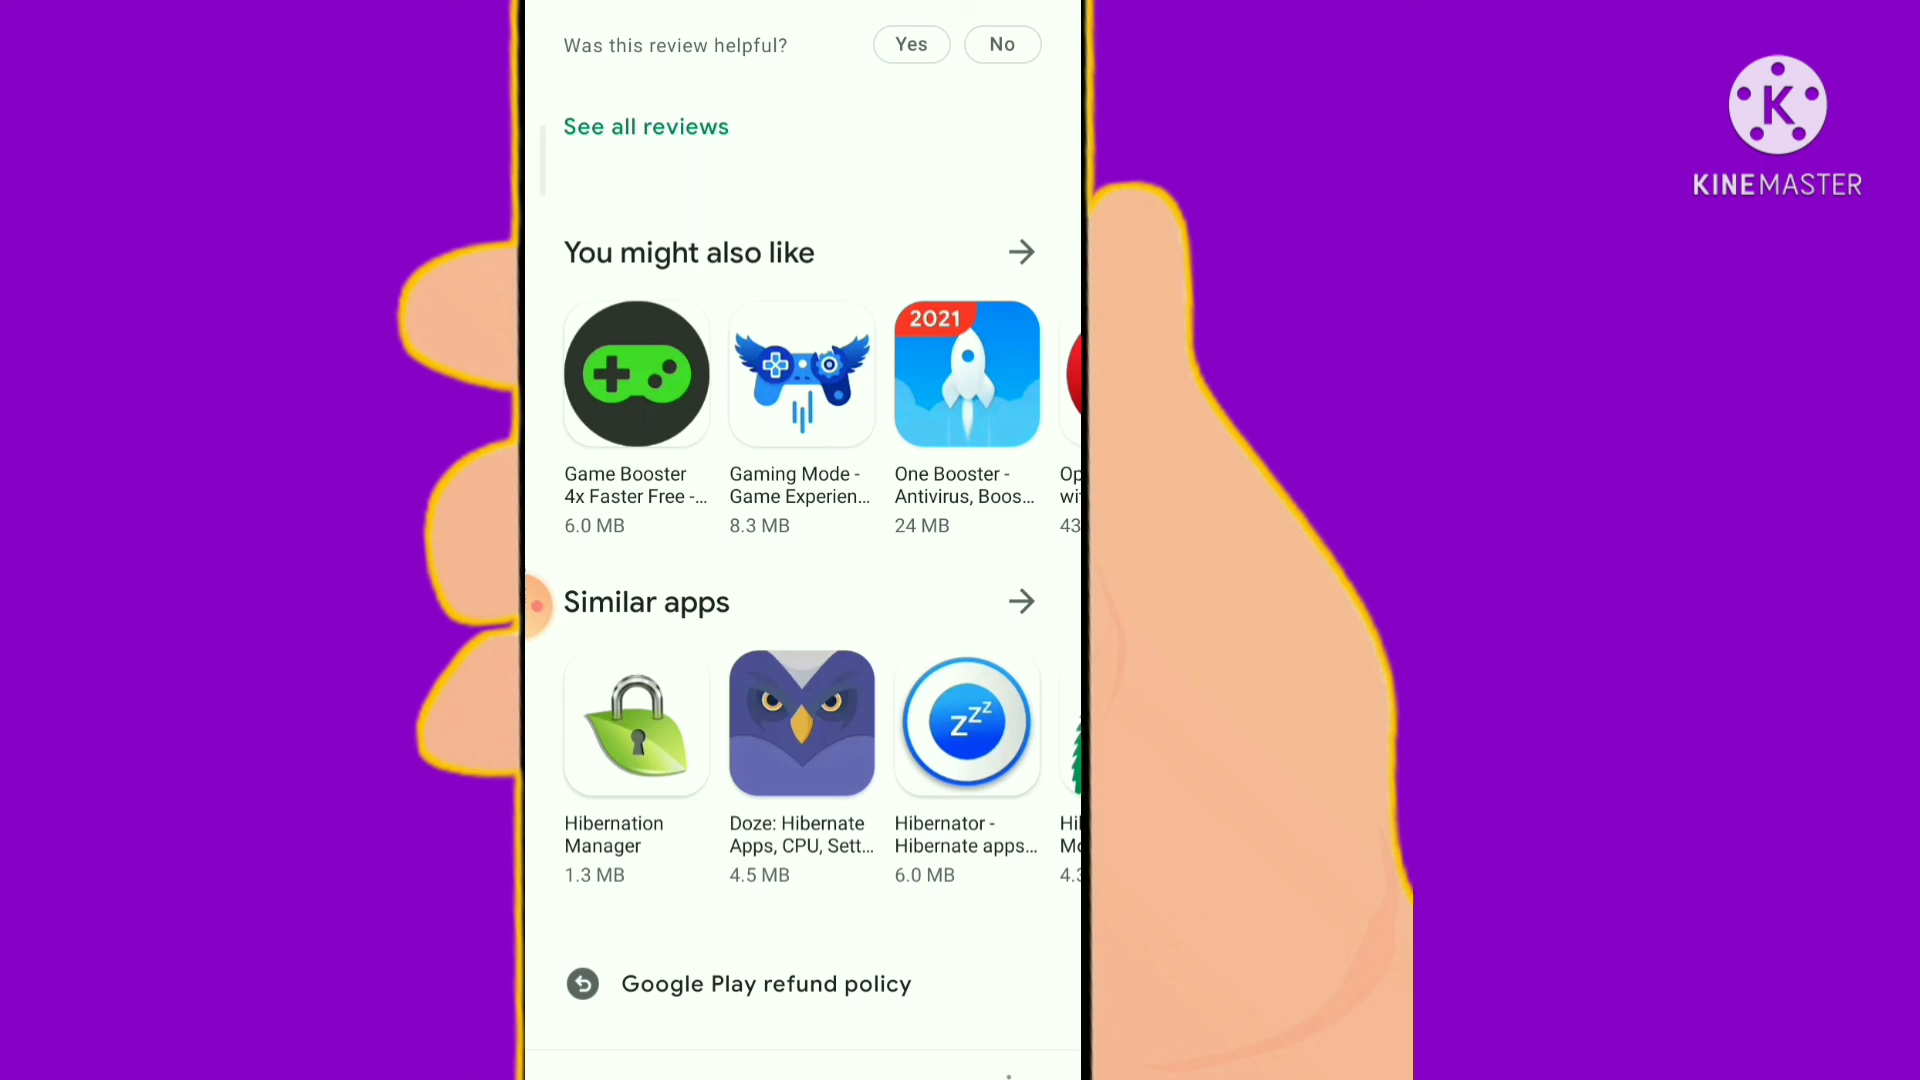 Was this review helpful? Yes No
K
KINEMASTER
See all reviews
You might also like
2021
Game Booster
4x Faster Free -...
6.0 MB
Gaming Mode -
Game Experien...
8.3 MB
One Booster -
Antivirus, Boos...
24 MB
43
Similar apps
zzz
Hibernation
Manager
1.3 MB
Doze: Hibernate
Apps, CPU, Sett...
4.5 MB
Hibernator -
Hibernate apps...
6.0 MB
Google Play refund policy